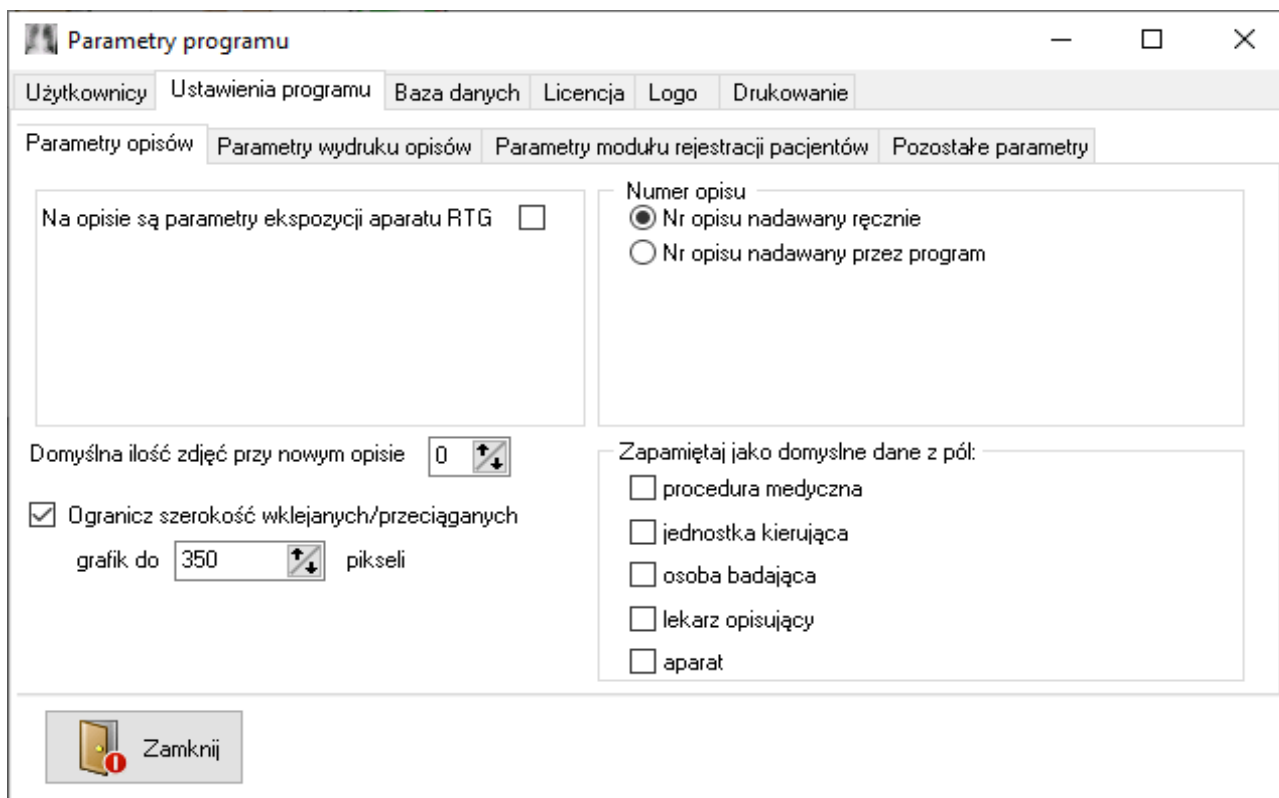 Parametry programu
Użytkownicy Ustawienia programu Baza danych Licencja Logo Drukowanie
Parametry opisów Parametry wydruku opisów Parametry modułu rejestracji pacjentów Pozostałe parametry
Na opisie są parametry ekspozycji aparatu RTG
Numer opisu
Nr opisu nadawany ręcznie
Nr opisu nadawany przez program
Domyślna ilość zdjęć przy nowym opisie 0
Ogranicz szerokość wklejanych/przeciąganych
grafik do 350 pikseli
Zapamiętaj jako domyslne dane z pól:
procedura medyczna
jednostka kierująca
osoba badająca
lekarz opisujący
aparat
Zamknij